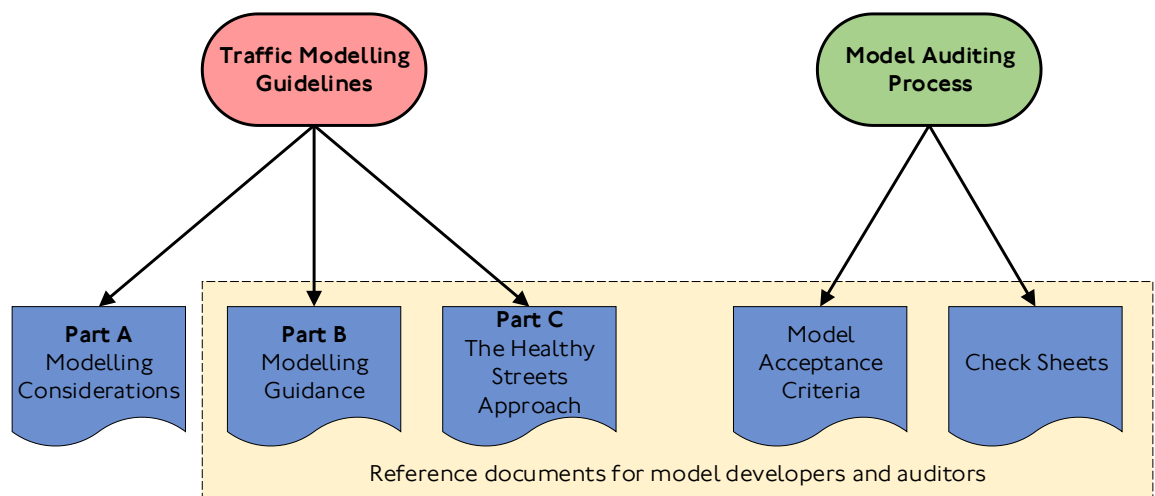 Traffic Modelling
Guidelines
Model Auditing
Process
Part A
Modelling
Considerations
Part B
Modelling
Guidance
Part C
The Healthy
Streets
Approach
Model
Acceptance
Criteria
Check Sheets
Reference documents for model developers and auditors